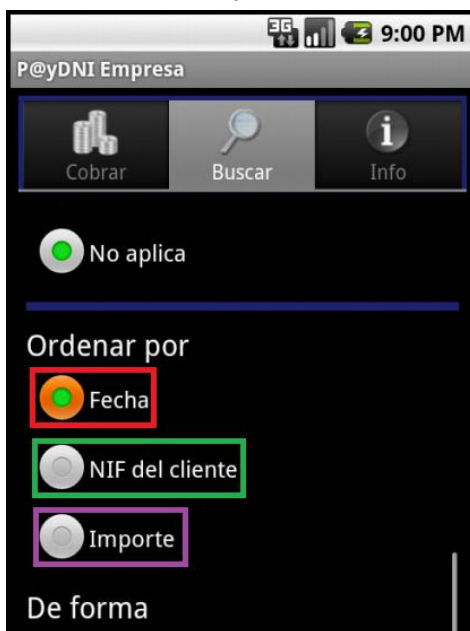 3G 9:00 PM
P@yDNI Empresa
Cobrar Buscar Info
No aplica
Ordenar por
Fecha
NIF del cliente
Importe
De forma